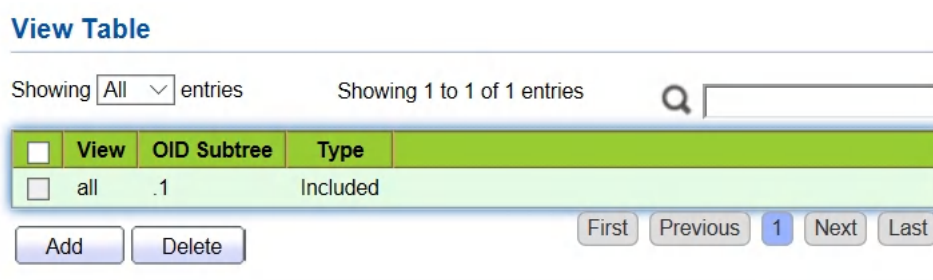 View Table
Showing All entries Showing 1 to 1 of 1 entries
View OID Subtree Type
all .1 Included
First Previous 1 Next Last
Add Delete